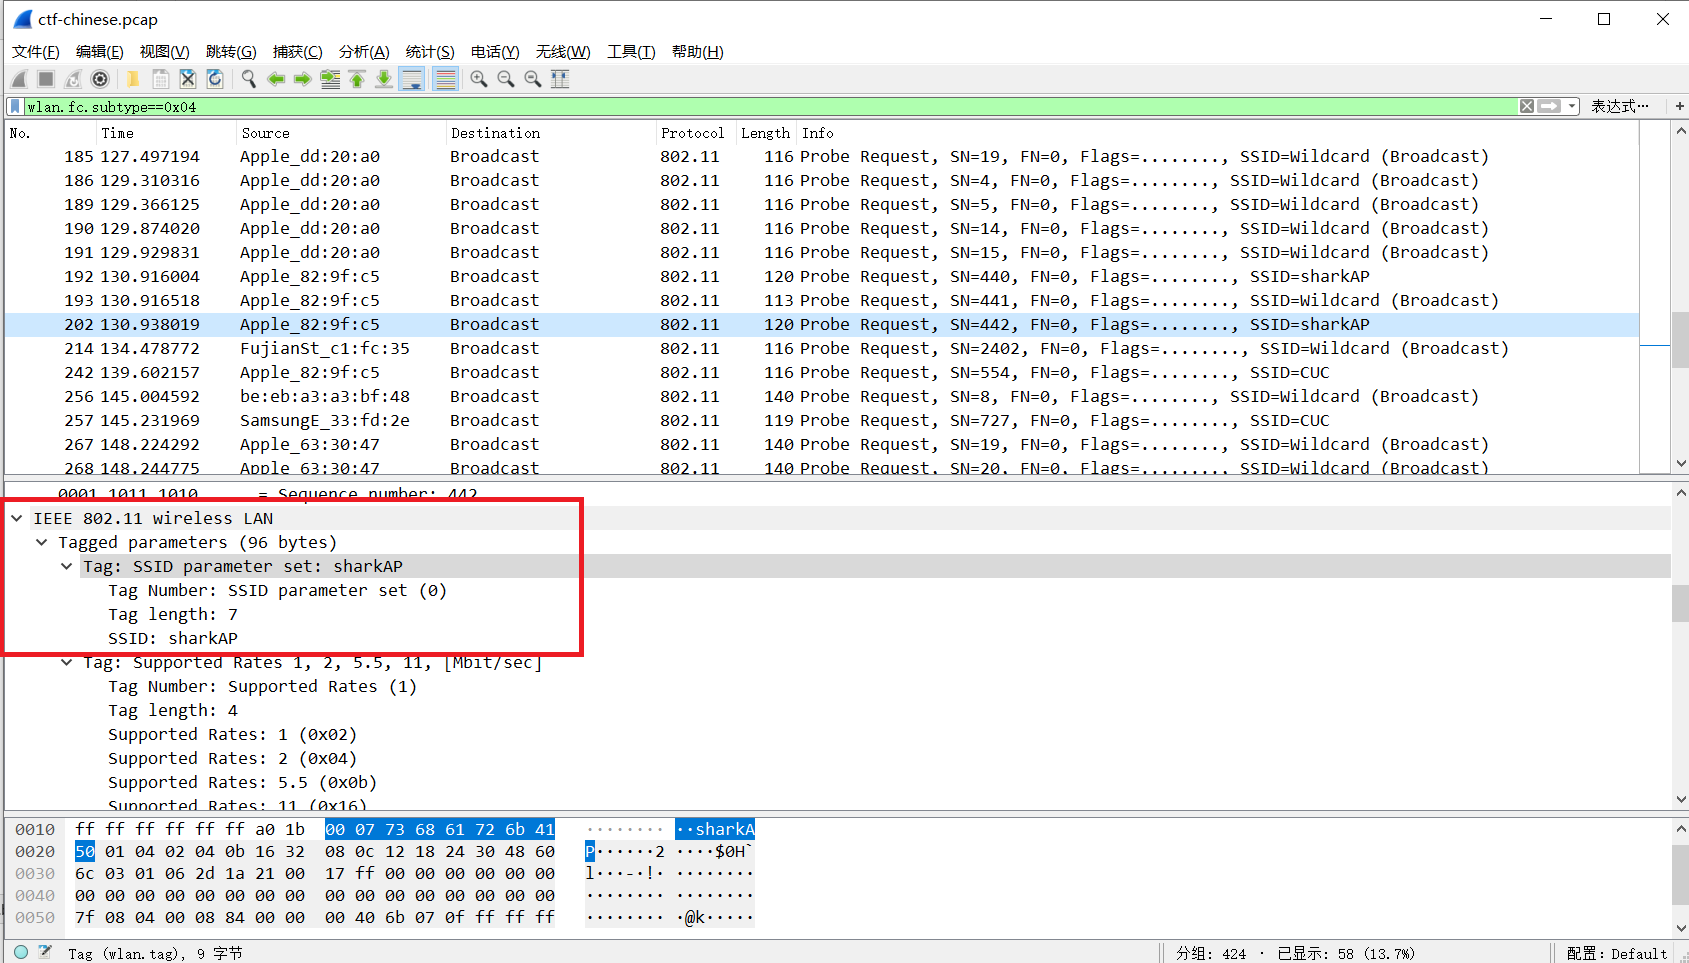 ctf-chinese.pcap
文件(F) 编辑(E) 视图(V) 跳转(G) 捕获(C) 分析(A) 统计(S) 电话(Y) 无线(W) 工具(T) 帮助(H)
wlan.fc.subtype==0x04 表达式… +
No. Time Source Destination Protocol Length Info
185 127.497194 Apple_dd:20:a0 Broadcast 802.11 116 Probe Request, SN=19, FN=0, Flags=........, SSID=Wildcard (Broadcast)
186 129.310316 Apple_dd:20:a0 Broadcast 802.11 116 Probe Request, SN=4, FN=0, Flags=........, SSID=Wildcard (Broadcast)
189 129.366125 Apple_dd:20:a0 Broadcast 802.11 116 Probe Request, SN=5, FN=0, Flags=........, SSID=Wildcard (Broadcast)
190 129.874020 Apple_dd:20:a0 Broadcast 802.11 116 Probe Request, SN=14, FN=0, Flags=........, SSID=Wildcard (Broadcast)
191 129.929831 Apple_dd:20:a0 Broadcast 802.11 116 Probe Request, SN=15, FN=0, Flags=........, SSID=Wildcard (Broadcast)
192 130.916004 Apple_82:9f:c5 Broadcast 802.11 120 Probe Request, SN=440, FN=0, Flags=........, SSID=sharkAP
193 130.916518 Apple_82:9f:c5 Broadcast 802.11 113 Probe Request, SN=441, FN=0, Flags=........, SSID=Wildcard (Broadcast)
202 130.938019 Apple_82:9f:c5 Broadcast 802.11 120 Probe Request, SN=442, FN=0, Flags=........, SSID=sharkAP
214 134.478772 FujianSt_c1:fc:35 Broadcast 802.11 116 Probe Request, SN=2402, FN=0, Flags=........, SSID=Wildcard (Broadcast)
242 139.602157 Apple_82:9f:c5 Broadcast 802.11 116 Probe Request, SN=554, FN=0, Flags=........, SSID=CUC
256 145.004592 be:eb:a3:a3:bf:48 Broadcast 802.11 140 Probe Request, SN=8, FN=0, Flags=........, SSID=Wildcard (Broadcast)
257 145.231969 SamsungE_33:fd:2e Broadcast 802.11 119 Probe Request, SN=727, FN=0, Flags=........, SSID=CUC
267 148.224292 Apple_63:30:47 Broadcast 802.11 140 Probe Request, SN=19, FN=0, Flags=........, SSID=Wildcard (Broadcast)
268 148.244775 Apple_63:30:47 Broadcast 802.11 140 Probe Request, SN=20, FN=0, Flags=........, SSID=Wildcard (Broadcast)
0001 1011 1010 .... = Sequence number: 442
IEEE 802.11 wireless LAN
Tagged parameters (96 bytes)
Tag: SSID parameter set: sharkAP
Tag Number: SSID parameter set (0)
Tag length: 7
SSID: sharkAP
Tag: Supported Rates 1, 2, 5.5, 11, [Mbit/sec]
Tag Number: Supported Rates (1)
Tag length: 4
Supported Rates: 1 (0x02)
Supported Rates: 2 (0x04)
Supported Rates: 5.5 (0x0b)
Supported Rates: 11 (0x16)
0010 ff ff ff ff ff ff a0 1b 00 07 73 68 61 72 6b 41 ········ ··sharkA
0020 50 01 04 02 04 0b 16 32 08 0c 12 18 24 30 48 60 P······2 ····$0H`
0030 6c 03 01 06 2d 1a 21 00 17 ff 00 00 00 00 00 00 l···-·!· ········
0040 00 00 00 00 00 00 00 00 00 00 00 00 00 00 00 00 ········ ········
0050 7f 08 04 00 08 84 00 00 00 40 6b 07 0f ff ff ff ········ ·@k·····
Tag (wlan.tag), 9 字节 分组: 424 · 已显示: 58 (13.7%) 配置: Default